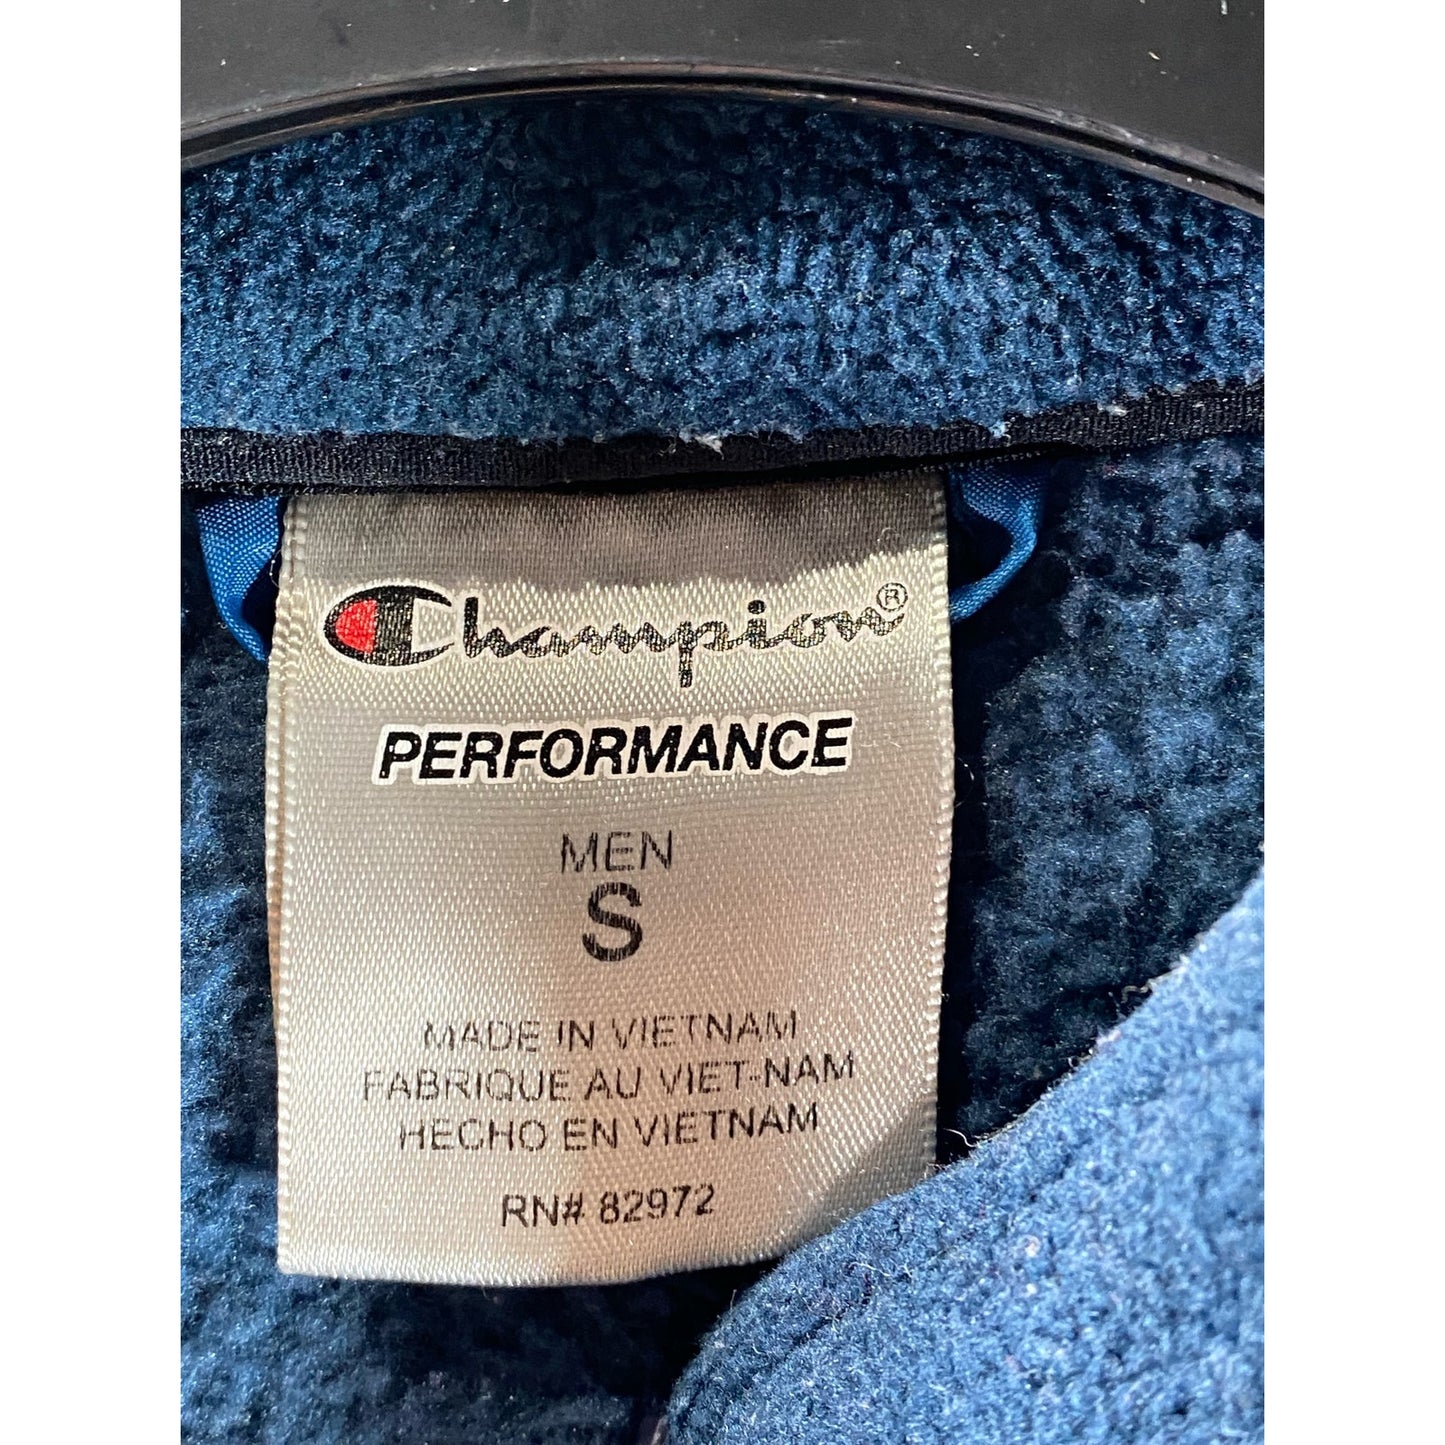 Champion®
PERFORMANCE
MEN
S
MADE IN VIETNAM
FABRIQUE AU VIET-NAM
HECHO EN VIETNAM
RN# 82972